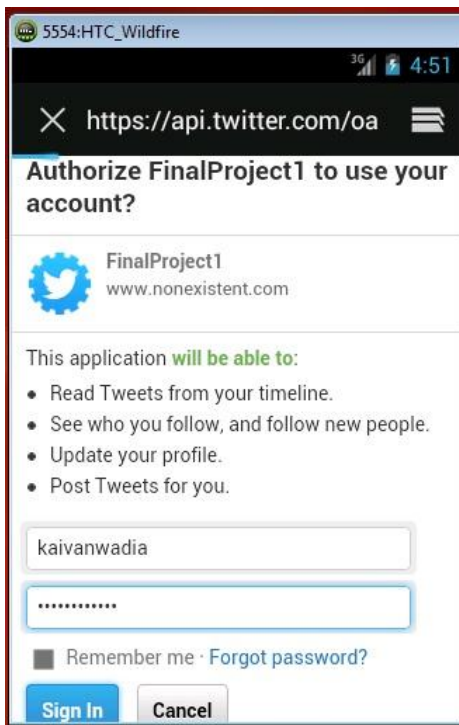 5554:HTC_Wildfire
3G 4:51
https://api.twitter.com/oa
Authorize FinalProject1 to use your
account?
FinalProject1
www.nonexistent.com
This application will be able to:
• Read Tweets from your timeline.
• See who you follow, and follow new people.
• Update your profile.
• Post Tweets for you.
kaivanwadia
••••••••••••
Remember me · Forgot password?
Sign In Cancel